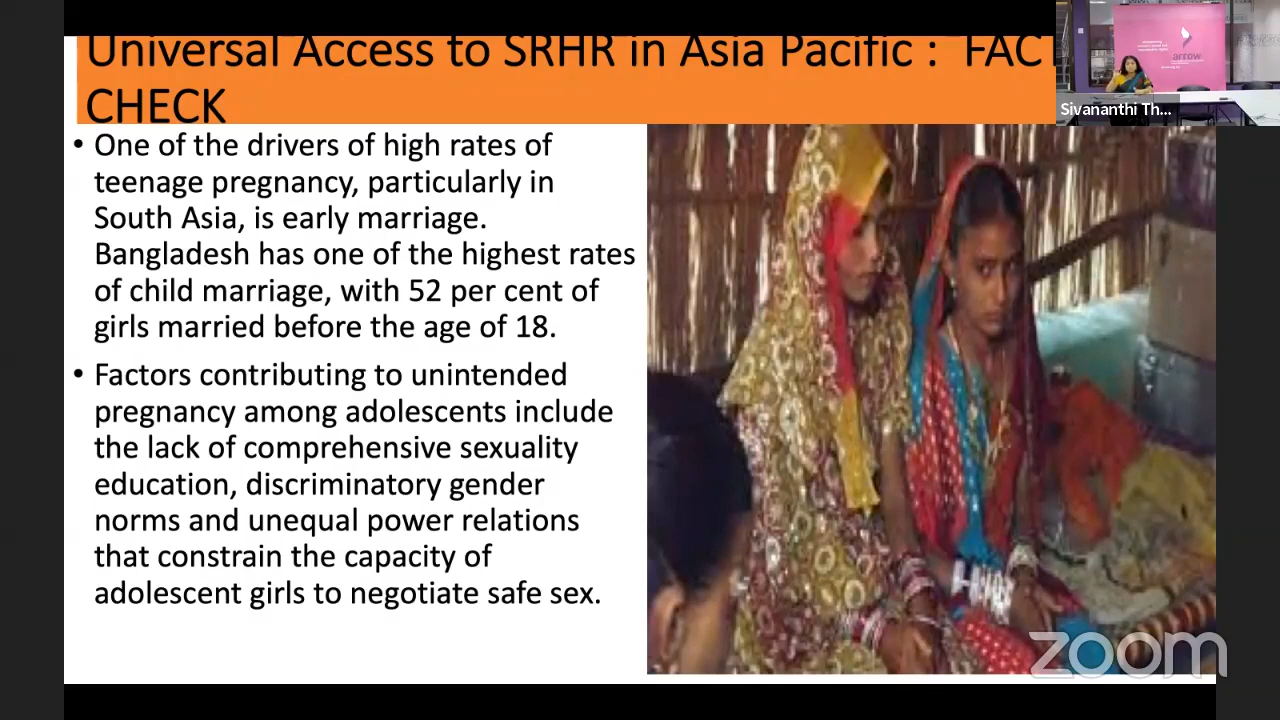 Universal Access to SRHR in Asia Pacific : FACT
CHECK
• One of the drivers of high rates of
teenage pregnancy, particularly in
South Asia, is early marriage.
Bangladesh has one of the highest rates
of child marriage, with 52 per cent of
girls married before the age of 18.
• Factors contributing to unintended
pregnancy among adolescents include
the lack of comprehensive sexuality
education, discriminatory gender
norms and unequal power relations
that constrain the capacity of
adolescent girls to negotiate safe sex.
arrow
Sivananthi Th...
zoom